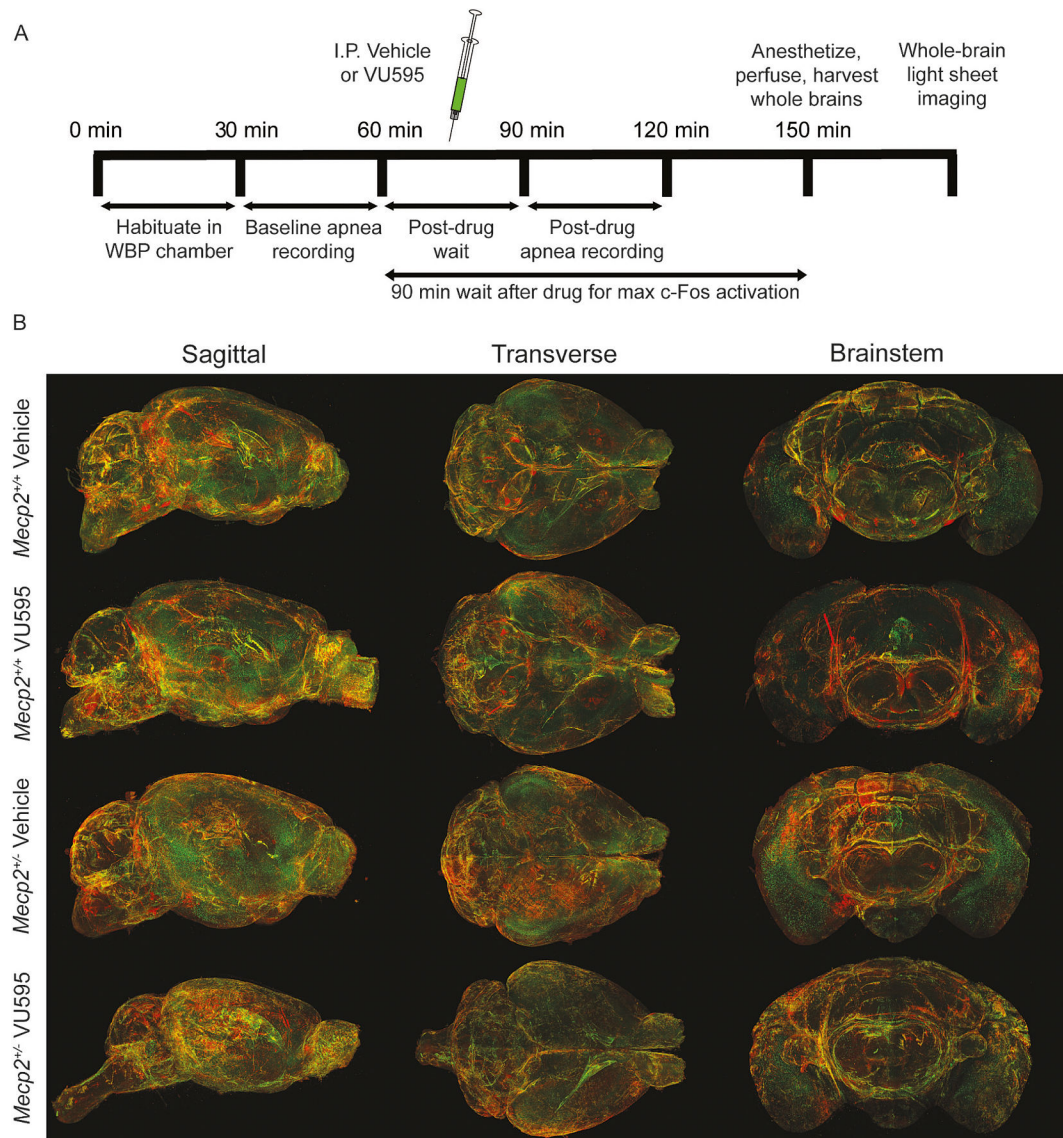 A
I.P. Vehicle
or VU595
Anesthetize,
perfuse, harvest
whole brains
Whole-brain
light sheet
imaging
0 min
30 min
60 min
90 min
120 min
150 min
Habituate in
WBP chamber
Baseline apnea
recording
Post-drug
wait
Post-drug
apnea recording
90 min wait after drug for max c-Fos activation
B
Sagittal
Transverse
Brainstem
Mecp2+/+ Vehicle
Mecp2+/+ VU595
Mecp2+/- Vehicle
Mecp2+/- VU595